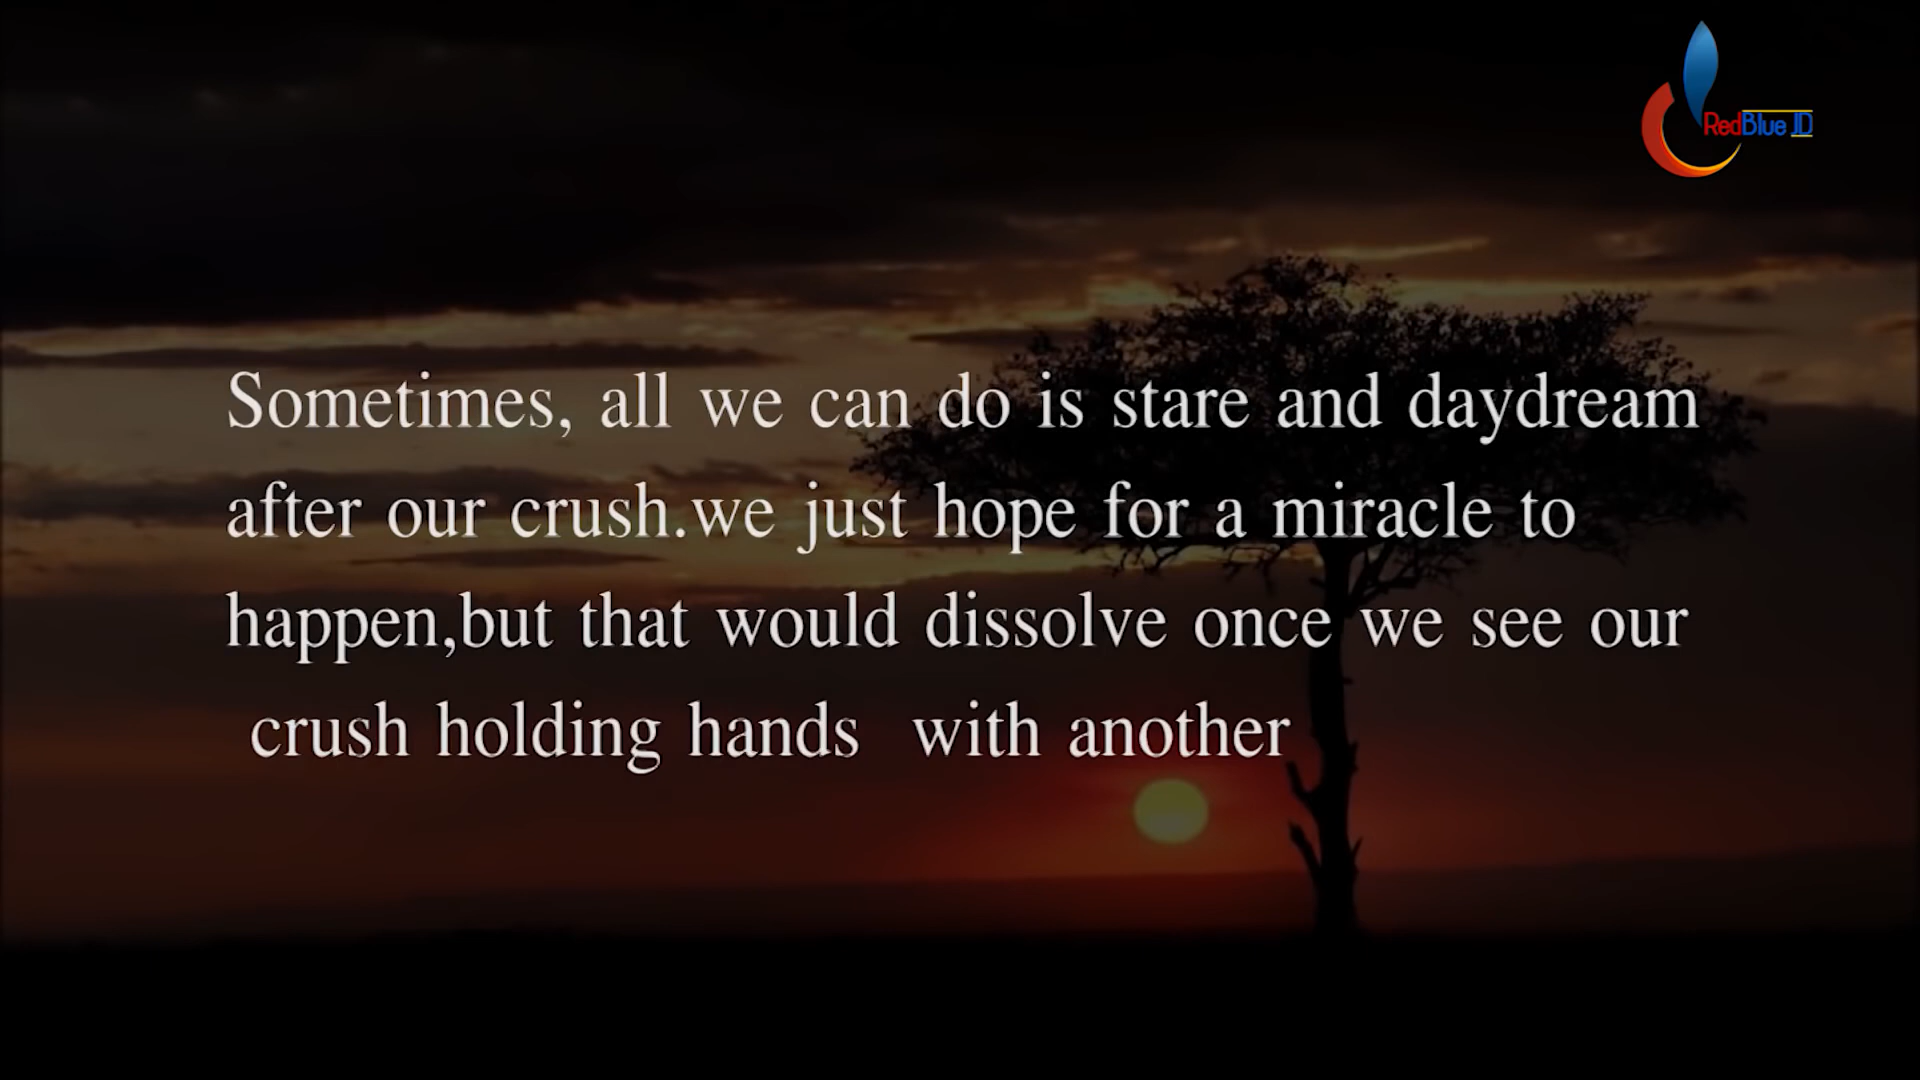 RedBlue JD
Sometimes, all we can do is stare and daydream
after our crush.we just hope for a miracle to
happen,but that would dissolve once we see our
crush holding hands  with another